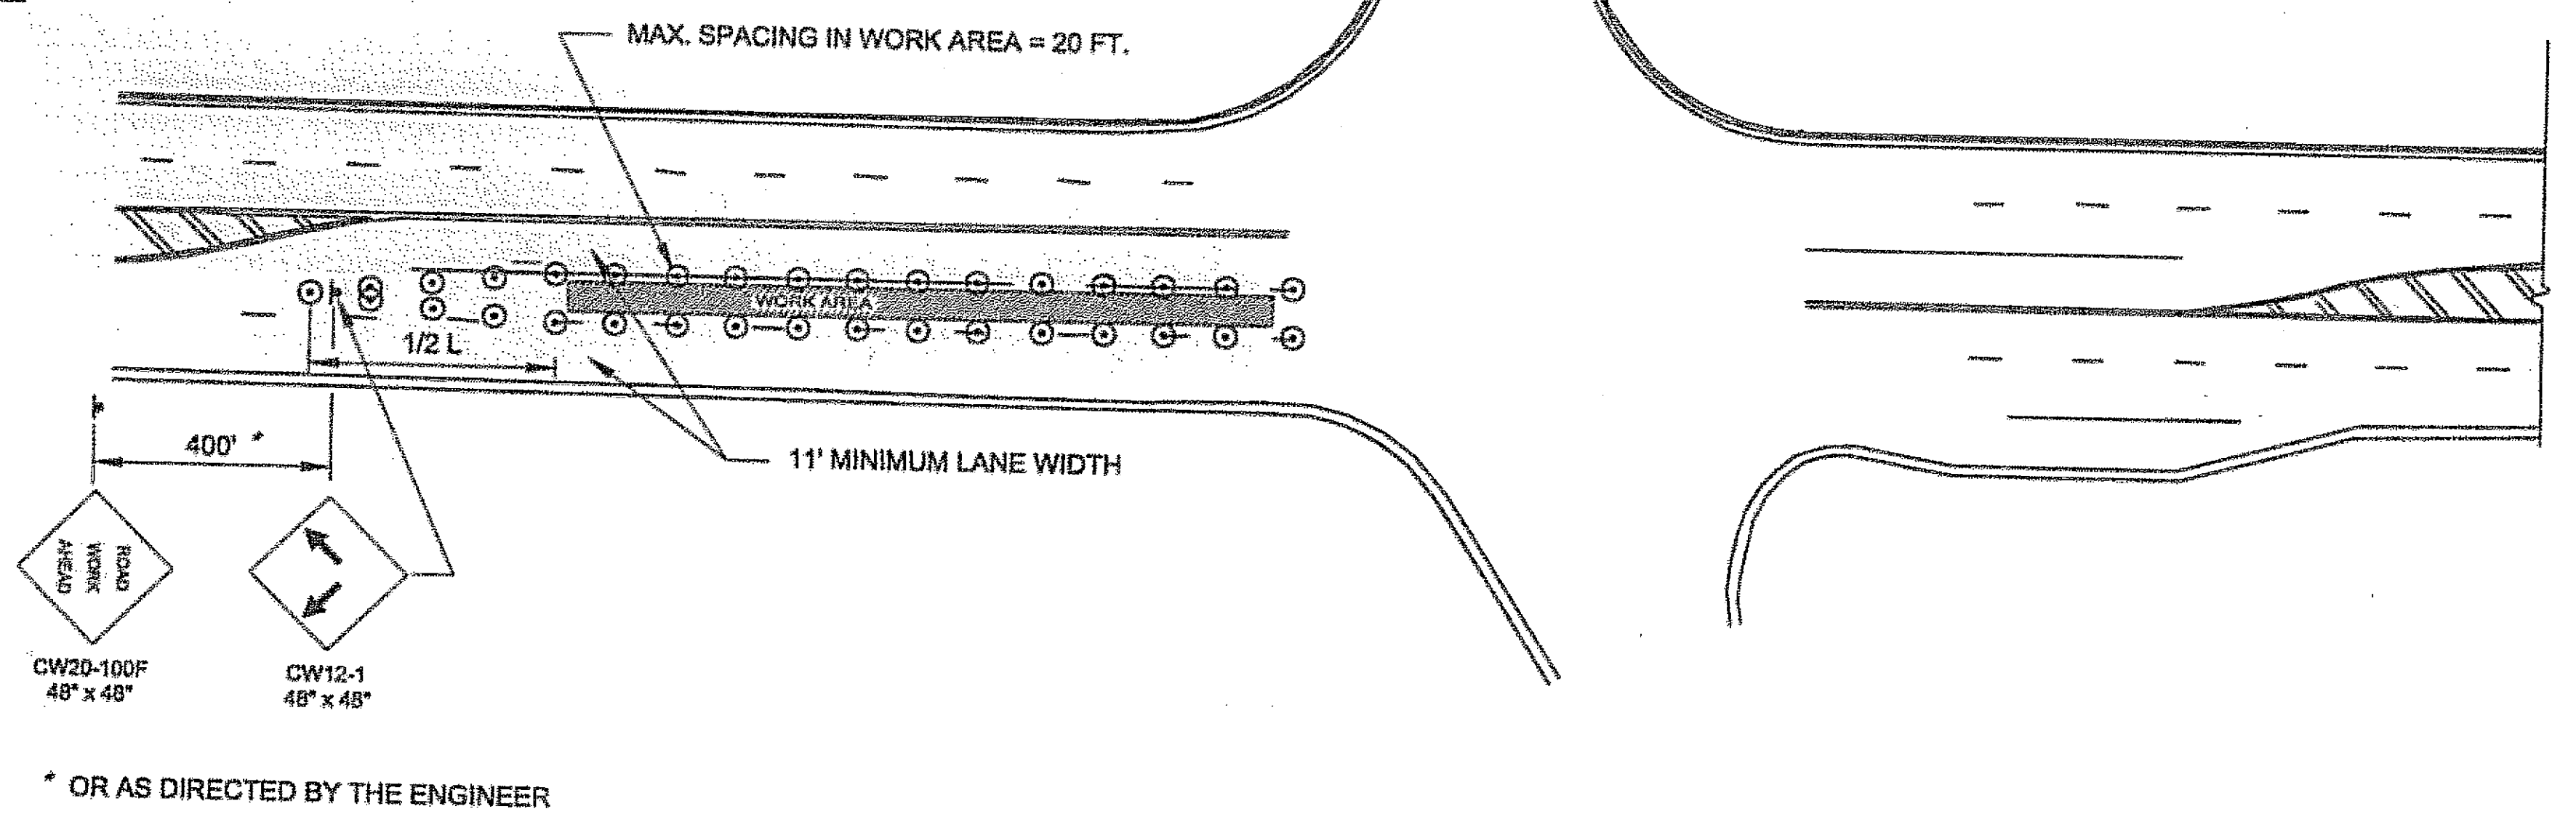 MAX. SPACING IN WORK AREA = 20 FT.
WORK AREA
1/2 L
400' *
11' MINIMUM LANE WIDTH
ROAD
WORK
AHEAD
CW20-100F
48" x 48"
CW12-1
48" x 48"
* OR AS DIRECTED BY THE ENGINEER